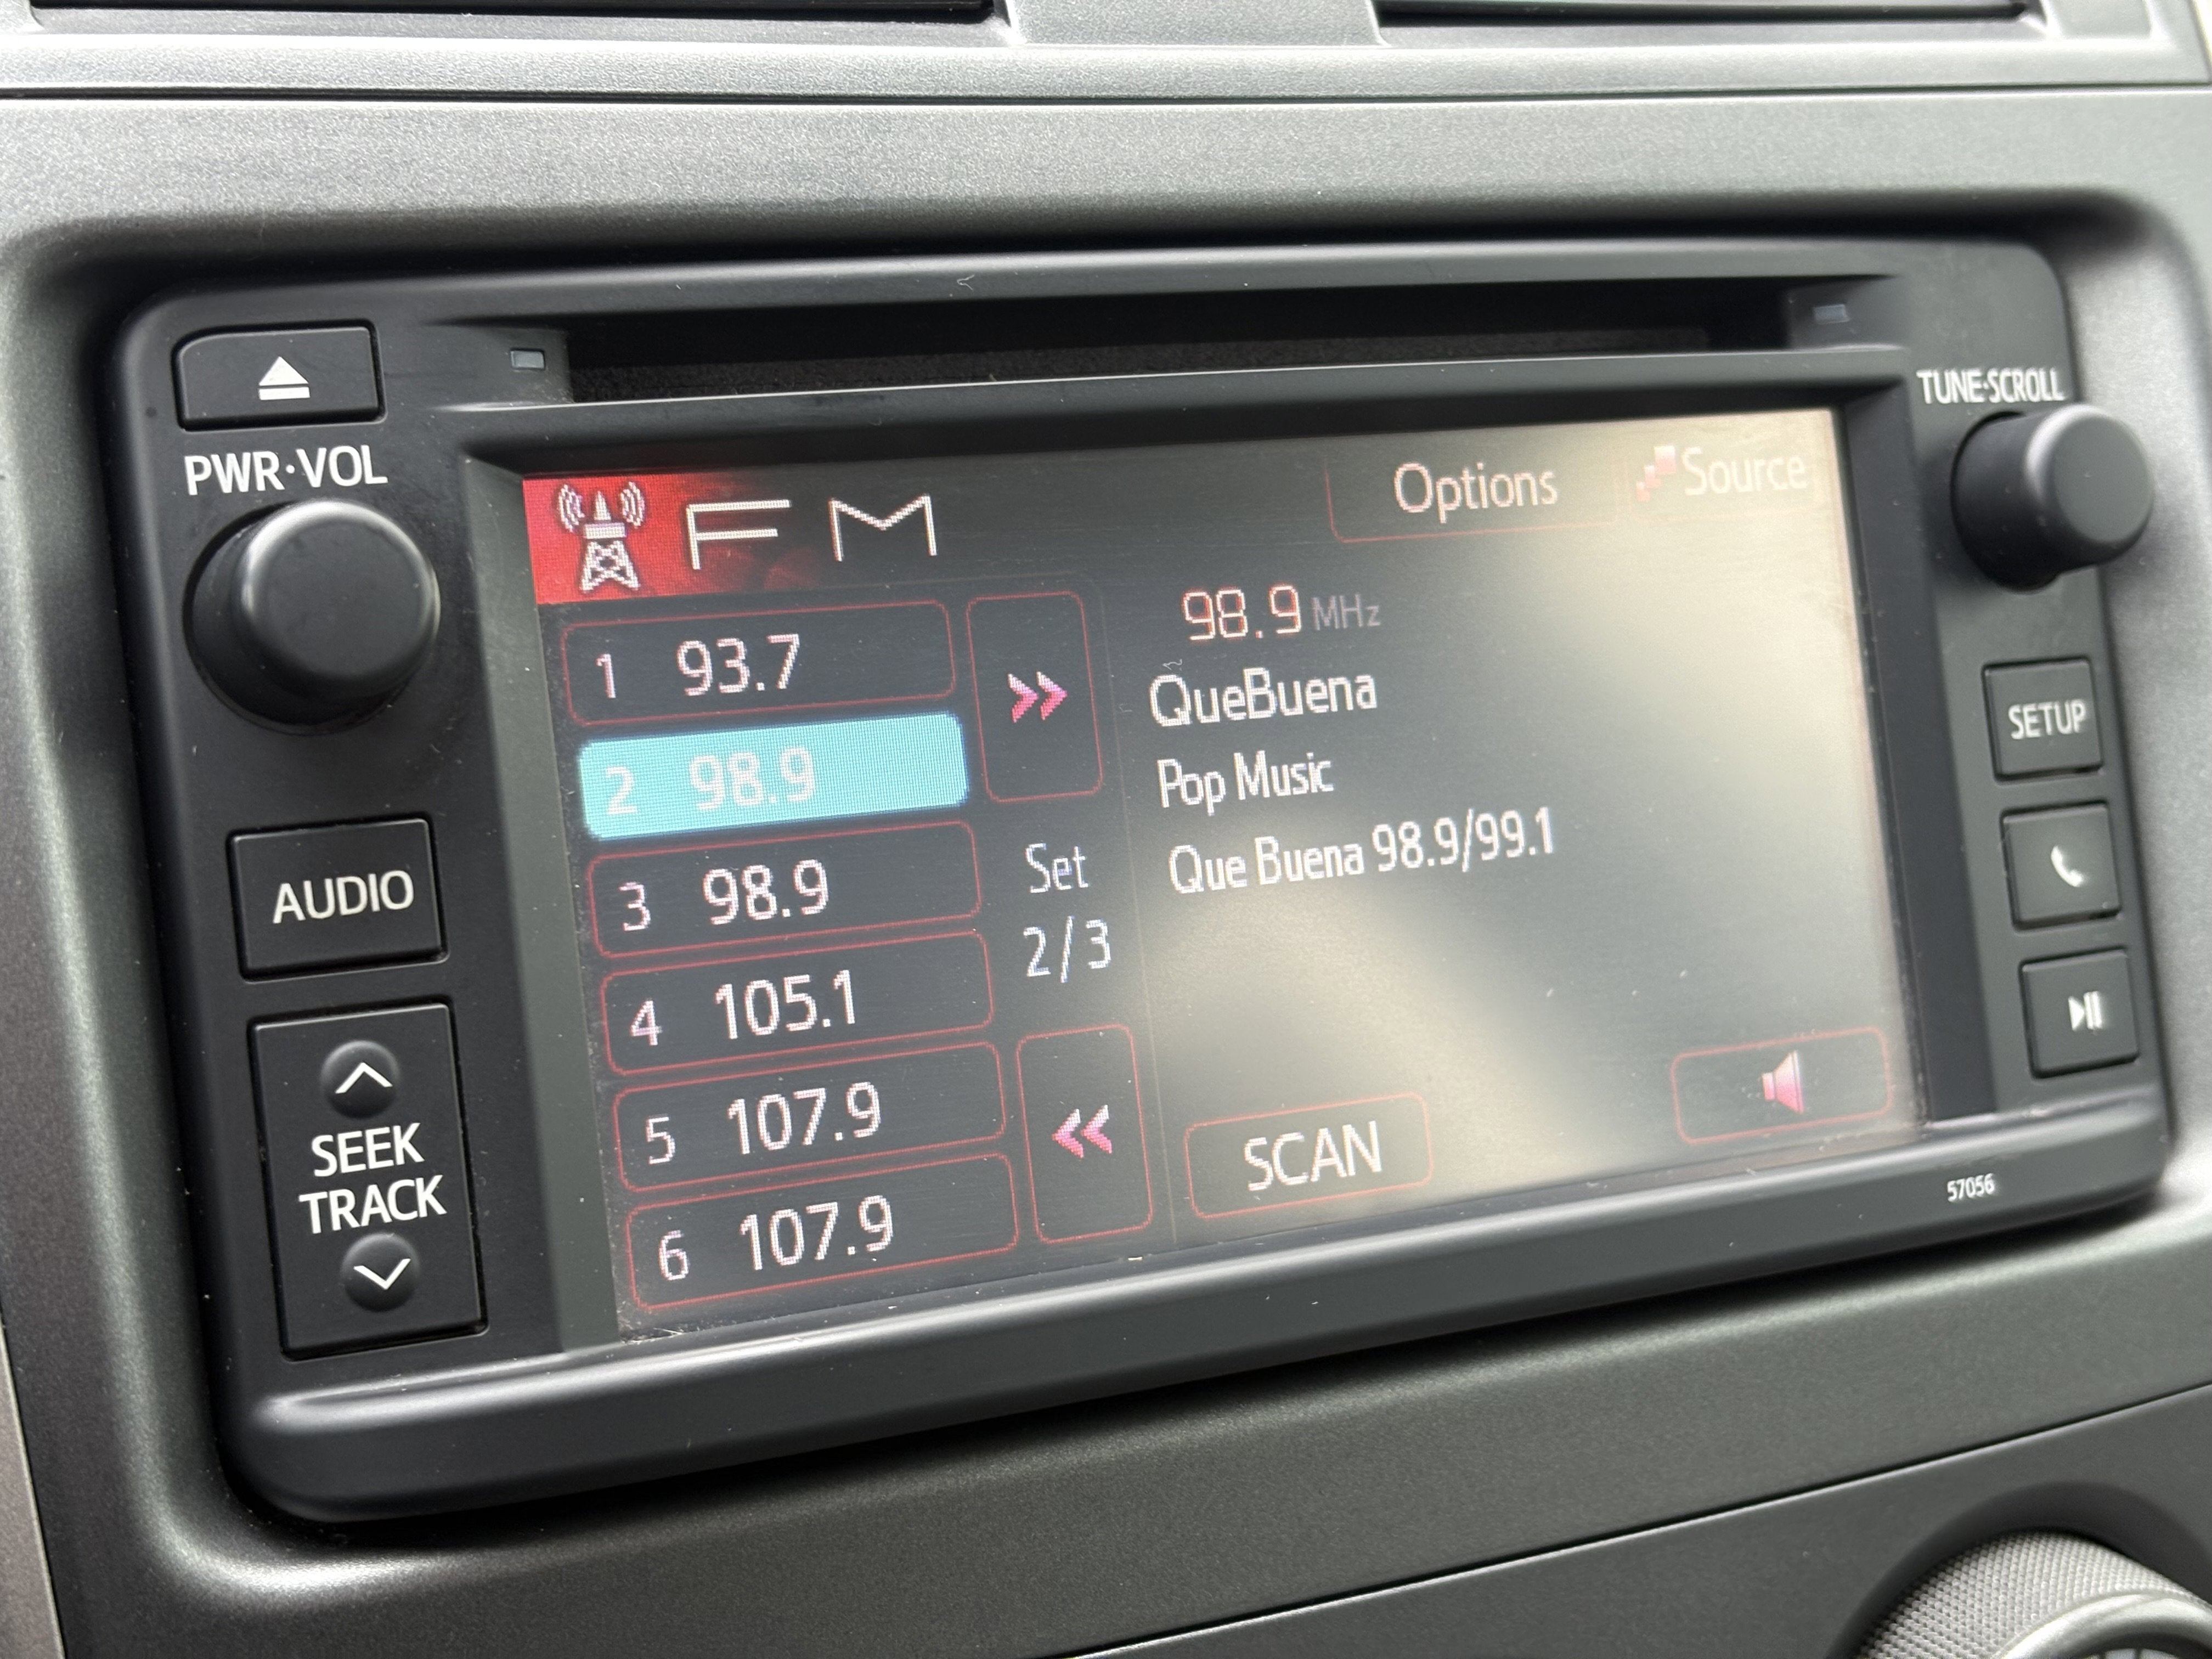 TUNE·SCROLL
PWR·VOL
FM
Options
Source
98.9 MHz
1 93.7
QueBuena
2 98.9
Pop Music
Que Buena 98.9/99.1
3 98.9
Set
2/3
4 105.1
5 107.9
6 107.9
SCAN
AUDIO
SEEK
TRACK
SETUP
57056